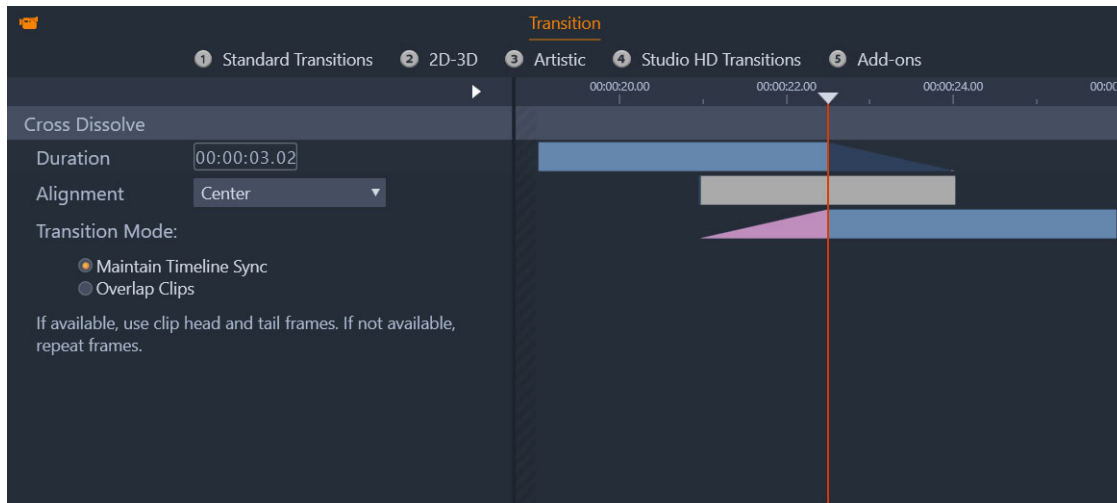 Transition
1 Standard Transitions 2 2D-3D 3 Artistic 4 Studio HD Transitions 5 Add-ons
00:00:20.00 00:00:22.00 00:00:24.00 00:00
Cross Dissolve
Duration 00:00:03.02
Alignment Center
Transition Mode:
Maintain Timeline Sync
Overlap Clips
If available, use clip head and tail frames. If not available,
repeat frames.